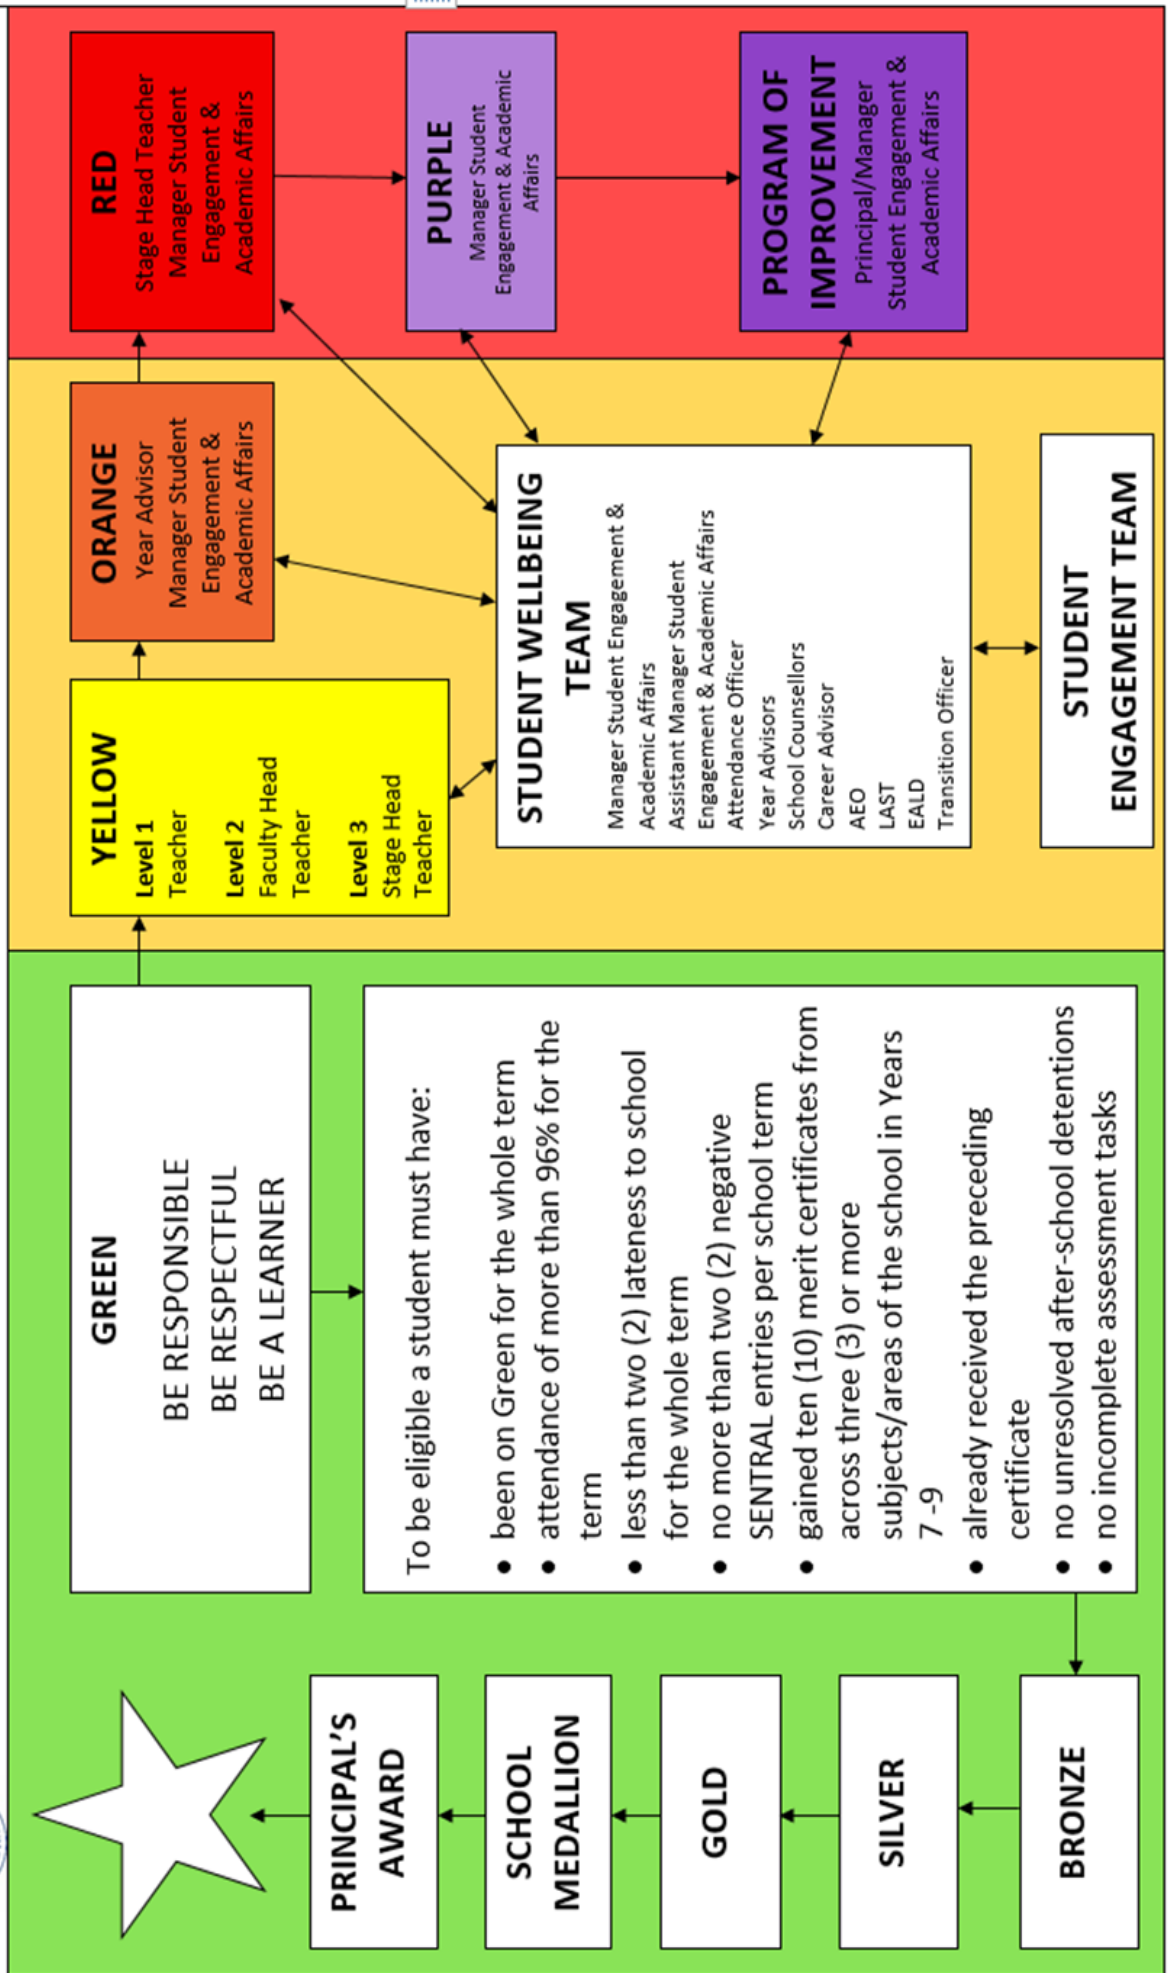 GREEN
BE RESPONSIBLE
BE RESPECTFUL
BE A LEARNER
To be eligible a student must have:
• been on Green for the whole term
• attendance of more than 96% for the
term
• less than two (2) lateness to school
for the whole term
• no more than two (2) negative
SENTRAL entries per school term
• gained ten (10) merit certificates from
across three (3) or more
subjects/areas of the school in Years
7 -9
• already received the preceding
certificate
• no unresolved after-school detentions
• no incomplete assessment tasks
PRINCIPAL'S
AWARD
SCHOOL
MEDALLION
GOLD
SILVER
BRONZE
YELLOW
Level 1
Teacher
Level 2
Faculty Head
Teacher
Level 3
Stage Head
Teacher
ORANGE
Year Advisor
Manager Student
Engagement &
Academic Affairs
STUDENT WELLBEING
TEAM
Manager Student Engagement &
Academic Affairs
Assistant Manager Student
Engagement & Academic Affairs
Attendance Officer
Year Advisors
School Counsellors
Career Advisor
AEO
LAST
EALD
Transition Officer
STUDENT
ENGAGEMENT TEAM
RED
Stage Head Teacher
Manager Student
Engagement &
Academic Affairs
PURPLE
Manager Student
Engagement & Academic
Affairs
PROGRAM OF
IMPROVEMENT
Principal/Manager
Student Engagement &
Academic Affairs